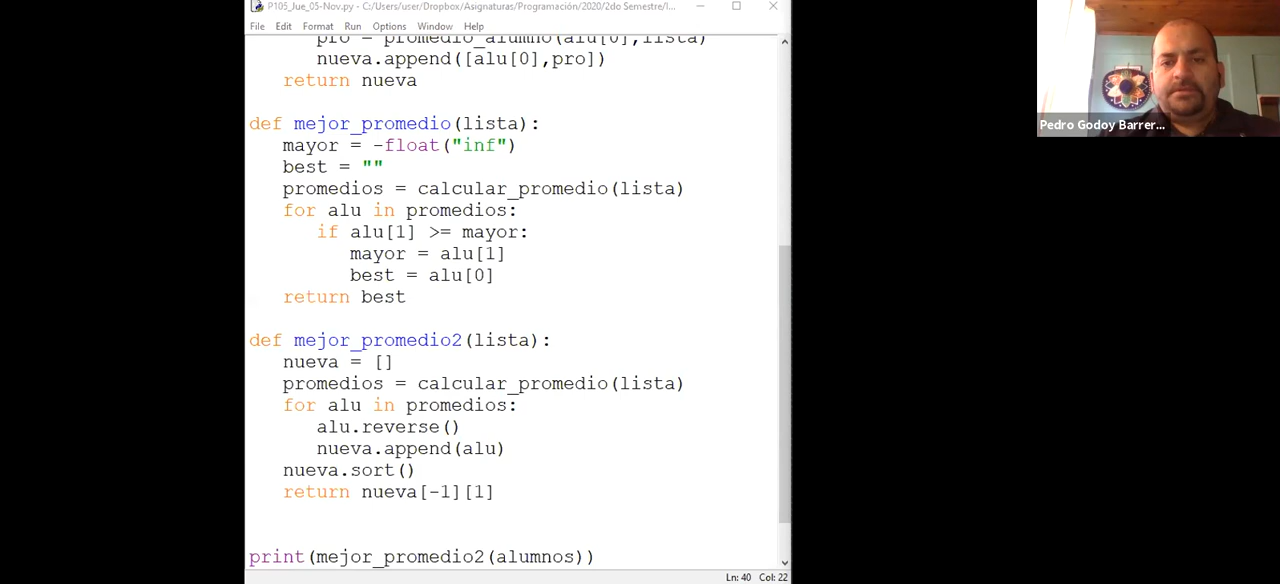 P105_Jue_05-Nov.py - C:/Users/user/Dropbox/Asignaturas/Programación/2020/2do Semestre/I...
File Edit Format Run Options Window Help
pro = promedio_alumno(alu[0],lista)
nueva.append([alu[0],pro])
return nueva
def mejor_promedio(lista):
mayor = -float("inf")
best = ""
promedios = calcular_promedio(lista)
for alu in promedios:
if alu[1] >= mayor:
mayor = alu[1]
best = alu[0]
return best
def mejor_promedio2(lista):
nueva = []
promedios = calcular_promedio(lista)
for alu in promedios:
alu.reverse()
nueva.append(alu)
nueva.sort()
return nueva[-1][1]
print(mejor_promedio2(alumnos))
Ln: 40 Col: 22
Pedro Godoy Barrer...